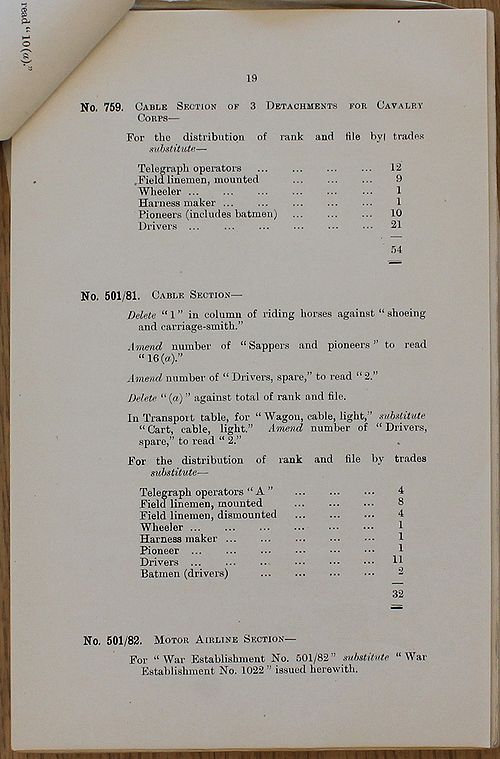 read “10(a).”
19
No. 759. CABLE SECTION OF 3 DETACHMENTS FOR CAVALRY
CORPS—
For the distribution of rank and file by trades
substitute—
Telegraph operators ... ... ... ... 12
Field linemen, mounted ... ... ... 9
Wheeler ... ... ... ... ... ... 1
Harness maker ... ... ... ... ... 1
Pioneers (includes batmen) ... ... ... 10
Drivers ... ... ... ... ... ... 21
54
No. 501/81. CABLE SECTION—
Delete “1” in column of riding horses against “shoeing
and carriage-smith.”
Amend number of “Sappers and pioneers” to read
“16(a).”
Amend number of “Drivers, spare,” to read “2.”
Delete “(a)” against total of rank and file.
In Transport table, for “Wagon, cable, light,” substitute
“Cart, cable, light.” Amend number of “Drivers,
spare,” to read “2.”
For the distribution of rank and file by trades
substitute—
Telegraph operators “A” ... ... ... 4
Field linemen, mounted ... ... ... 8
Field linemen, dismounted ... ... ... 4
Wheeler ... ... ... ... ... ... 1
Harness maker ... ... ... ... ... 1
Pioneer ... ... ... ... ... ... 1
Drivers ... ... ... ... ... ... 11
Batmen (drivers) ... ... ... ... 2
32
No. 501/82. MOTOR AIRLINE SECTION—
For “War Establishment No. 501/82” substitute “War
Establishment No. 1022” issued herewith.